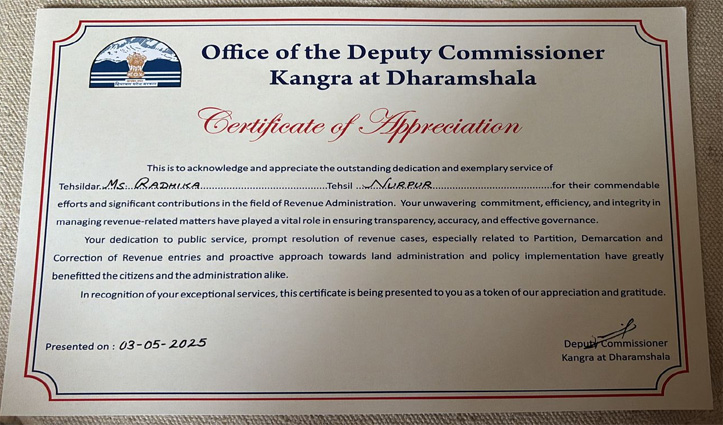 Office of the Deputy Commissioner
Kangra at Dharamshala
Certificate of Appreciation
This is to acknowledge and appreciate the outstanding dedication and exemplary service of
Tehsildar. Ms. RADHIKA..............................Tehsil ..NURPUR..............................for their commendable
efforts and significant contributions in the field of Revenue Administration. Your unwavering commitment, efficiency, and integrity in
managing revenue-related matters have played a vital role in ensuring transparency, accuracy, and effective governance.
Your dedication to public service, prompt resolution of revenue cases, especially related to Partition, Demarcation and
Correction of Revenue entries and proactive approach towards land administration and policy implementation have greatly
benefitted the citizens and the administration alike.
In recognition of your exceptional services, this certificate is being presented to you as a token of our appreciation and gratitude.
Presented on : 03-05-2025
Deputy Commissioner
Kangra at Dharamshala